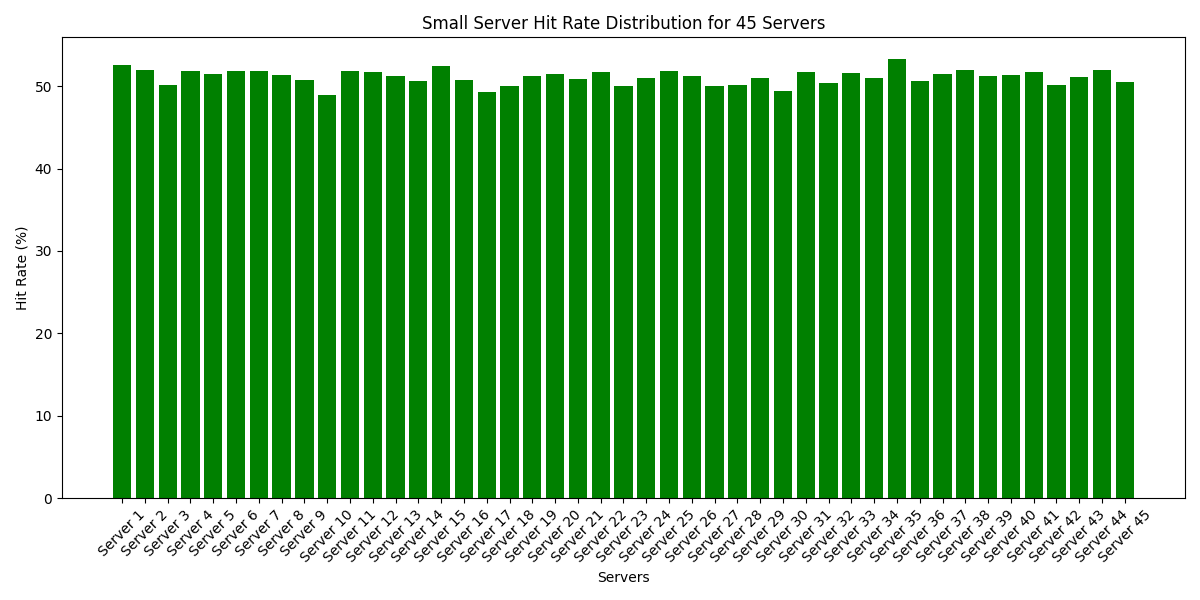 Small Server Hit Rate Distribution for 45 Servers
Hit Rate (%)
50
40
30
20
10
0
Server 1
Server 2
Server 3
Server 4
Server 5
Server 6
Server 7
Server 8
Server 9
Server 10
Server 11
Server 12
Server 13
Server 14
Server 15
Server 16
Server 17
Server 18
Server 19
Server 20
Server 21
Server 22
Server 23
Server 24
Server 25
Server 26
Server 27
Server 28
Server 29
Server 30
Server 31
Server 32
Server 33
Server 34
Server 35
Server 36
Server 37
Server 38
Server 39
Server 40
Server 41
Server 42
Server 43
Server 44
Server 45
Servers